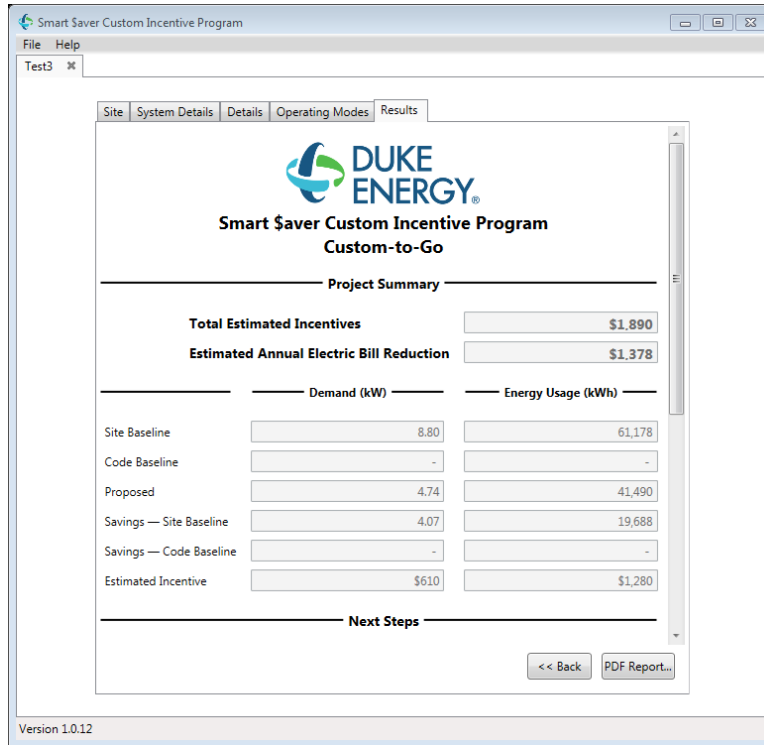 Smart $aver Custom Incentive Program
File Help
Test3
Site System Details Details Operating Modes Results
DUKE
ENERGY®
Smart $aver Custom Incentive Program
Custom-to-Go
Project Summary
Total Estimated Incentives $1,890
Estimated Annual Electric Bill Reduction $1,378
Demand (kW) Energy Usage (kWh)
Site Baseline 8.80 61,178
Code Baseline - -
Proposed 4.74 41,490
Savings — Site Baseline 4.07 19,688
Savings — Code Baseline - -
Estimated Incentive $610 $1,280
Next Steps
<< Back PDF Report...
Version 1.0.12